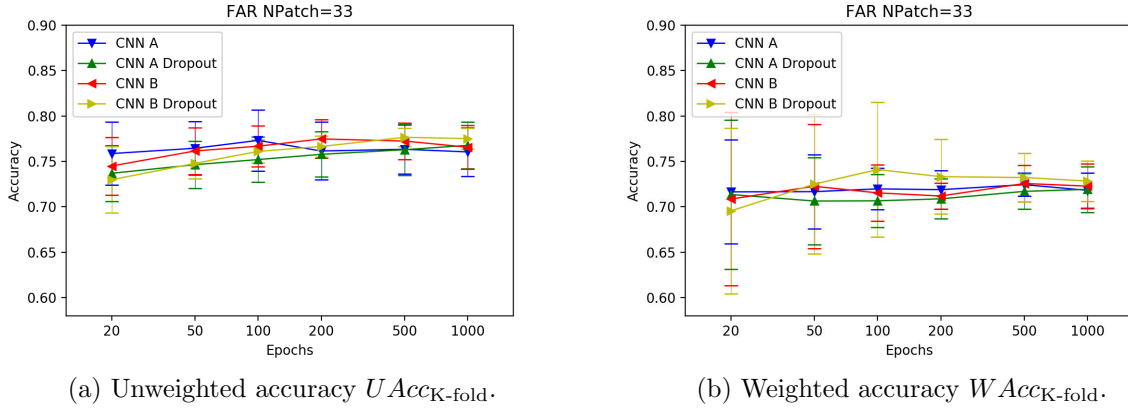 FAR NPatch=33
0.90
0.85
0.80
0.75
0.70
0.65
0.60
Accuracy
CNN A
CNN A Dropout
CNN B
CNN B Dropout
20 50 100 200 500 1000
Epochs
(a) Unweighted accuracy UAcc_K-fold.
FAR NPatch=33
0.90
0.85
0.80
0.75
0.70
0.65
0.60
Accuracy
CNN A
CNN A Dropout
CNN B
CNN B Dropout
20 50 100 200 500 1000
Epochs
(b) Weighted accuracy WAcc_K-fold.